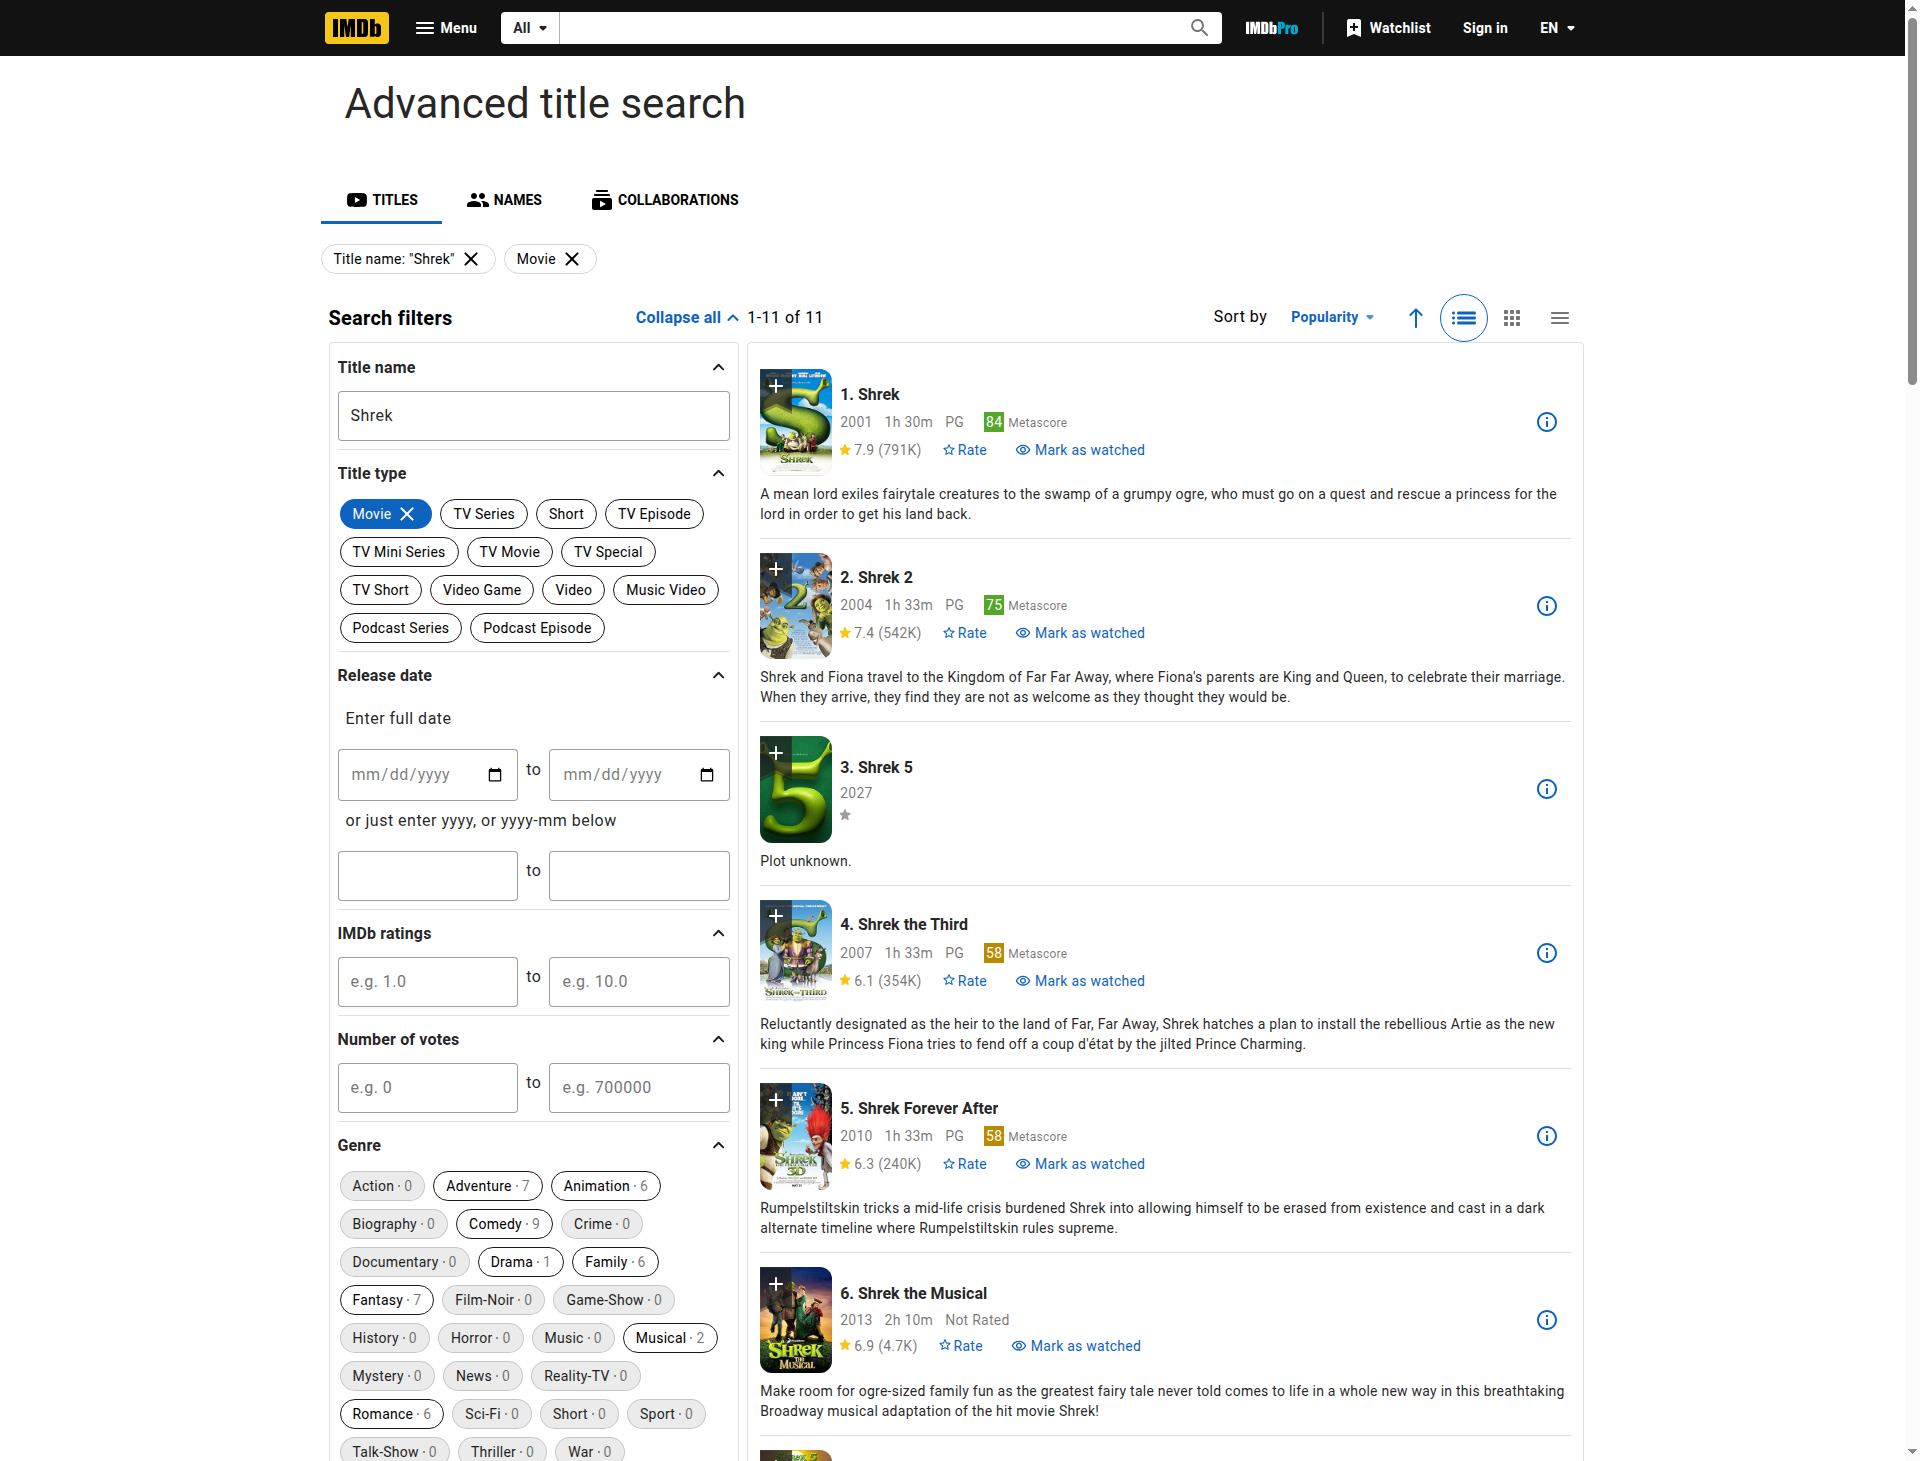 IMDb Menu All IMDbPro Watchlist Sign in EN
Advanced title search
TITLES NAMES COLLABORATIONS
Title name: "Shrek" Movie
Search filters Collapse all 1-11 of 11 Sort by Popularity
Title name
Shrek
Title type
Movie TV Series Short TV Episode
TV Mini Series TV Movie TV Special
TV Short Video Game Video Music Video
Podcast Series Podcast Episode
Release date
Enter full date
mm/dd/yyyy to mm/dd/yyyy
or just enter yyyy, or yyyy-mm below
to
IMDb ratings
e.g. 1.0 to e.g. 10.0
Number of votes
e.g. 0 to e.g. 700000
Genre
Action · 0 Adventure · 7 Animation · 6
Biography · 0 Comedy · 9 Crime · 0
Documentary · 0 Drama · 1 Family · 6
Fantasy · 7 Film-Noir · 0 Game-Show · 0
History · 0 Horror · 0 Music · 0 Musical · 2
Mystery · 0 News · 0 Reality-TV · 0
Romance · 6 Sci-Fi · 0 Short · 0 Sport · 0
Talk-Show · 0 Thriller · 0 War · 0
SHREK
1. Shrek
2001 1h 30m PG 84 Metascore
7.9 (791K) Rate Mark as watched
A mean lord exiles fairytale creatures to the swamp of a grumpy ogre, who must go on a quest and rescue a princess for the
lord in order to get his land back.
2
2. Shrek 2
2004 1h 33m PG 75 Metascore
7.4 (542K) Rate Mark as watched
Shrek and Fiona travel to the Kingdom of Far Far Away, where Fiona's parents are King and Queen, to celebrate their marriage.
When they arrive, they find they are not as welcome as they thought they would be.
5
3. Shrek 5
2027
Plot unknown.
SHREK THE THIRD
4. Shrek the Third
2007 1h 33m PG 58 Metascore
6.1 (354K) Rate Mark as watched
Reluctantly designated as the heir to the land of Far, Far Away, Shrek hatches a plan to install the rebellious Artie as the new
king while Princess Fiona tries to fend off a coup d'état by the jilted Prince Charming.
SHREK
3D
5. Shrek Forever After
2010 1h 33m PG 58 Metascore
6.3 (240K) Rate Mark as watched
Rumpelstiltskin tricks a mid-life crisis burdened Shrek into allowing himself to be erased from existence and cast in a dark
alternate timeline where Rumpelstiltskin rules supreme.
SHREK
THE
MUSICAL
6. Shrek the Musical
2013 2h 10m Not Rated
6.9 (4.7K) Rate Mark as watched
Make room for ogre-sized family fun as the greatest fairy tale never told comes to life in a whole new way in this breathtaking
Broadway musical adaptation of the hit movie Shrek!